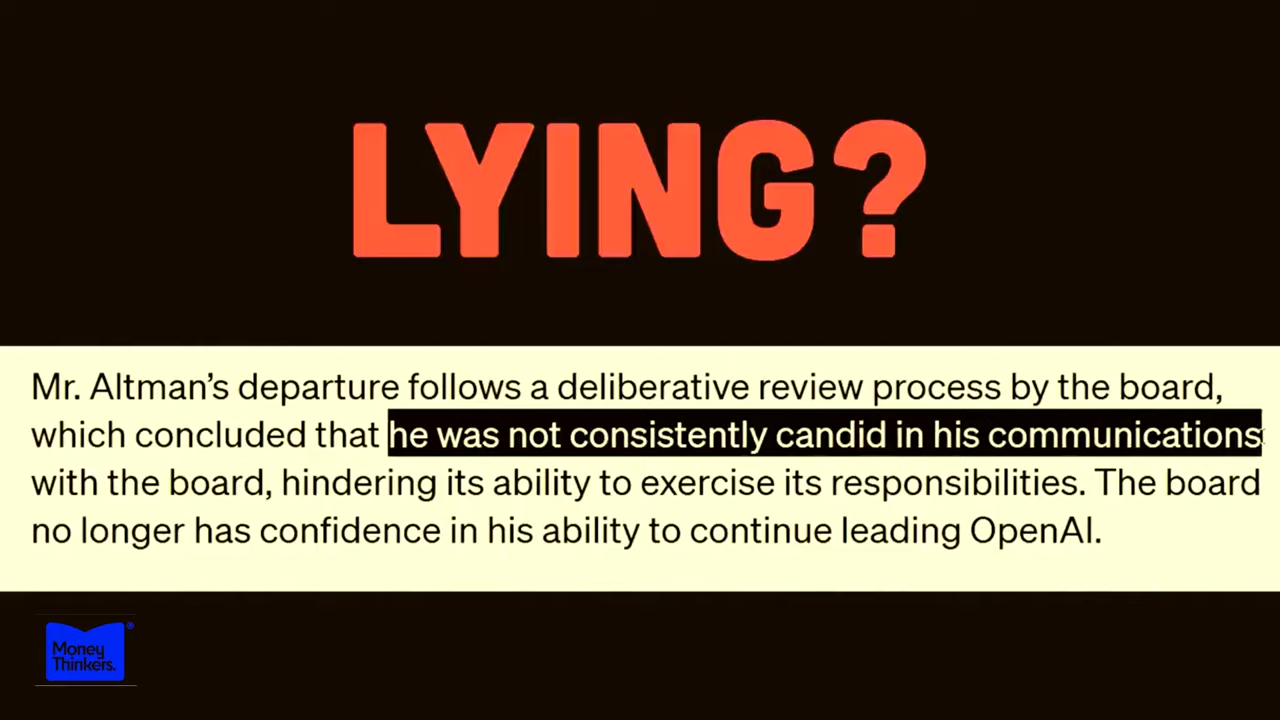 LYING?
Mr. Altman’s departure follows a deliberative review process by the board,
which concluded that he was not consistently candid in his communications
with the board, hindering its ability to exercise its responsibilities. The board
no longer has confidence in his ability to continue leading OpenAI.
Money
Thinkers.
®